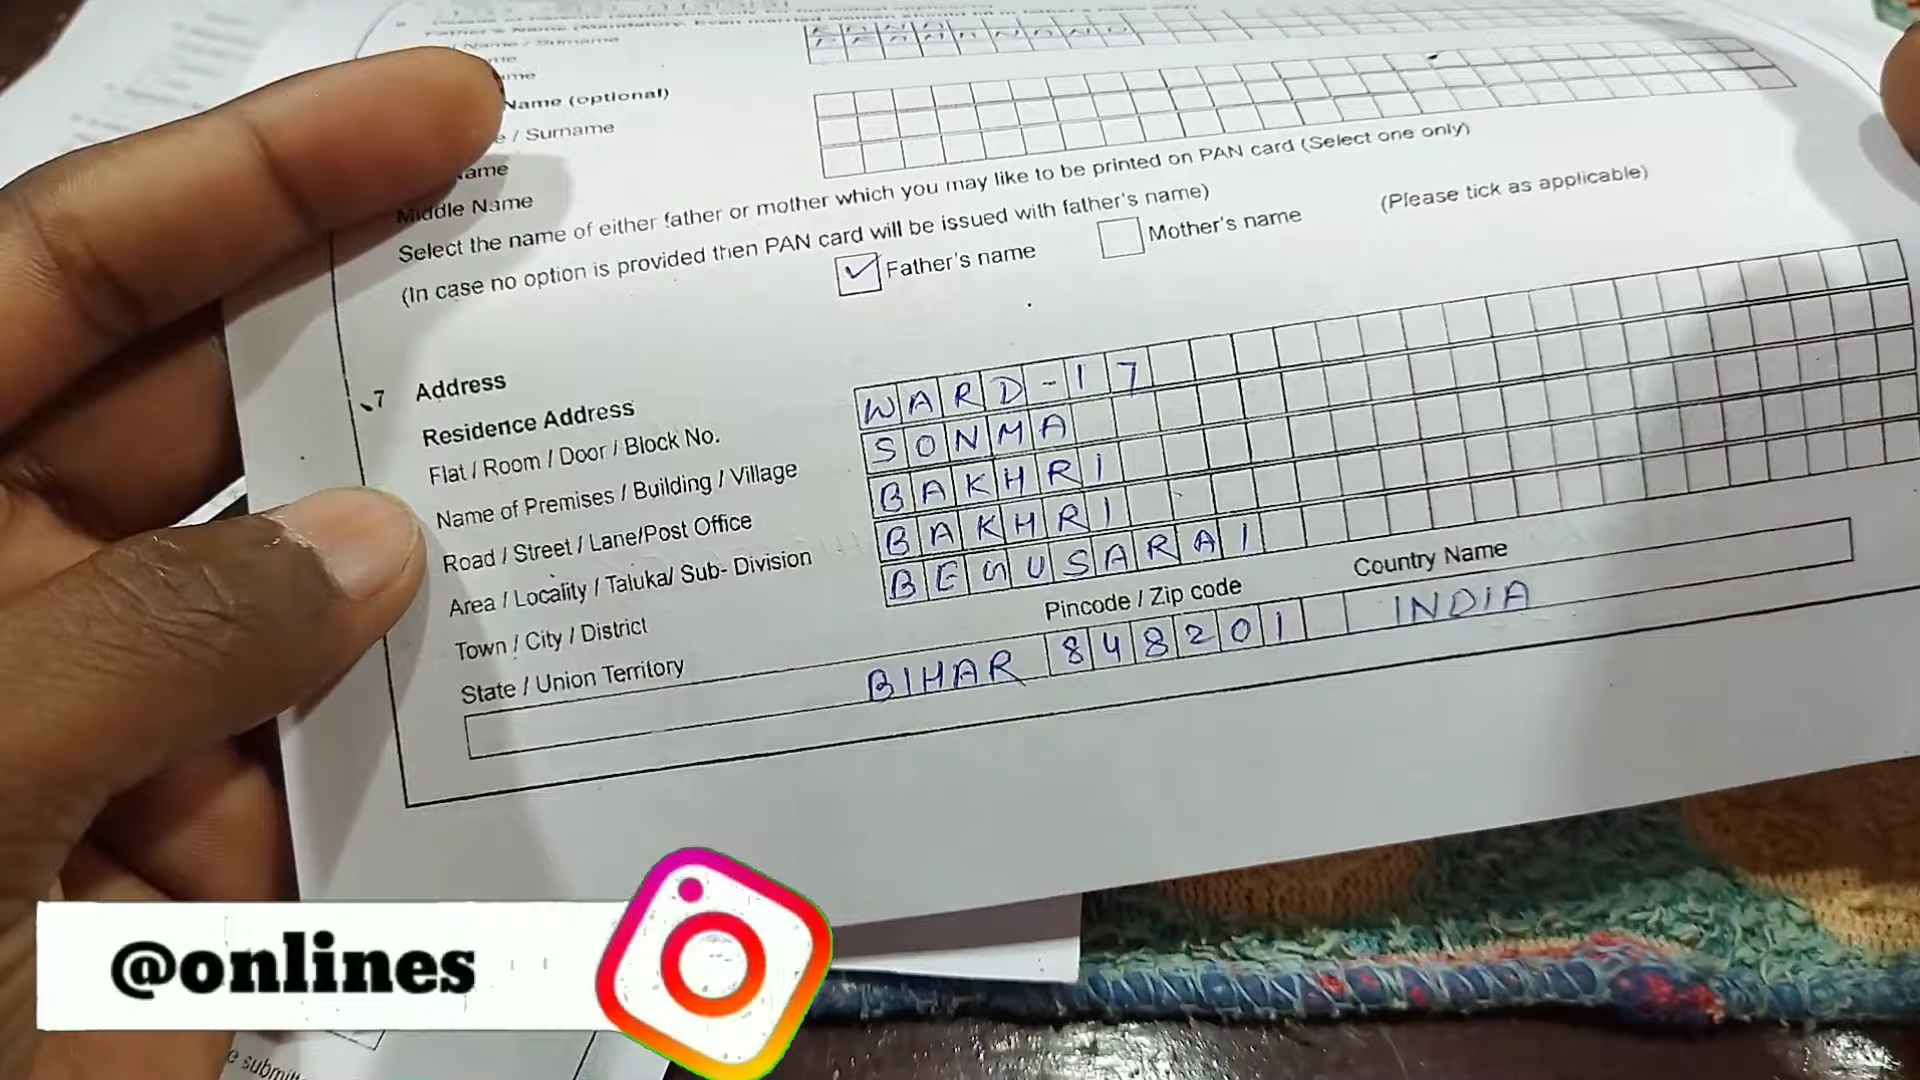 Name / Surname
Name (optional)
/ Surname
Middle Name
Select the name of either father or mother which you may like to be printed on PAN card (Select one only)
(In case no option is provided then PAN card will be issued with father's name)
Father's name Mother's name (Please tick as applicable)
7 Address
Residence Address
Flat / Room / Door / Block No. WARD-17
Name of Premises / Building / Village SONMA
Road / Street / Lane/Post Office BAKHRI
Area / Locality / Taluka/ Sub- Division BAKHRI
Town / City / District BEGUSARAI
State / Union Territory Pincode / Zip code Country Name
BIHAR 848201 INDIA
@onlines